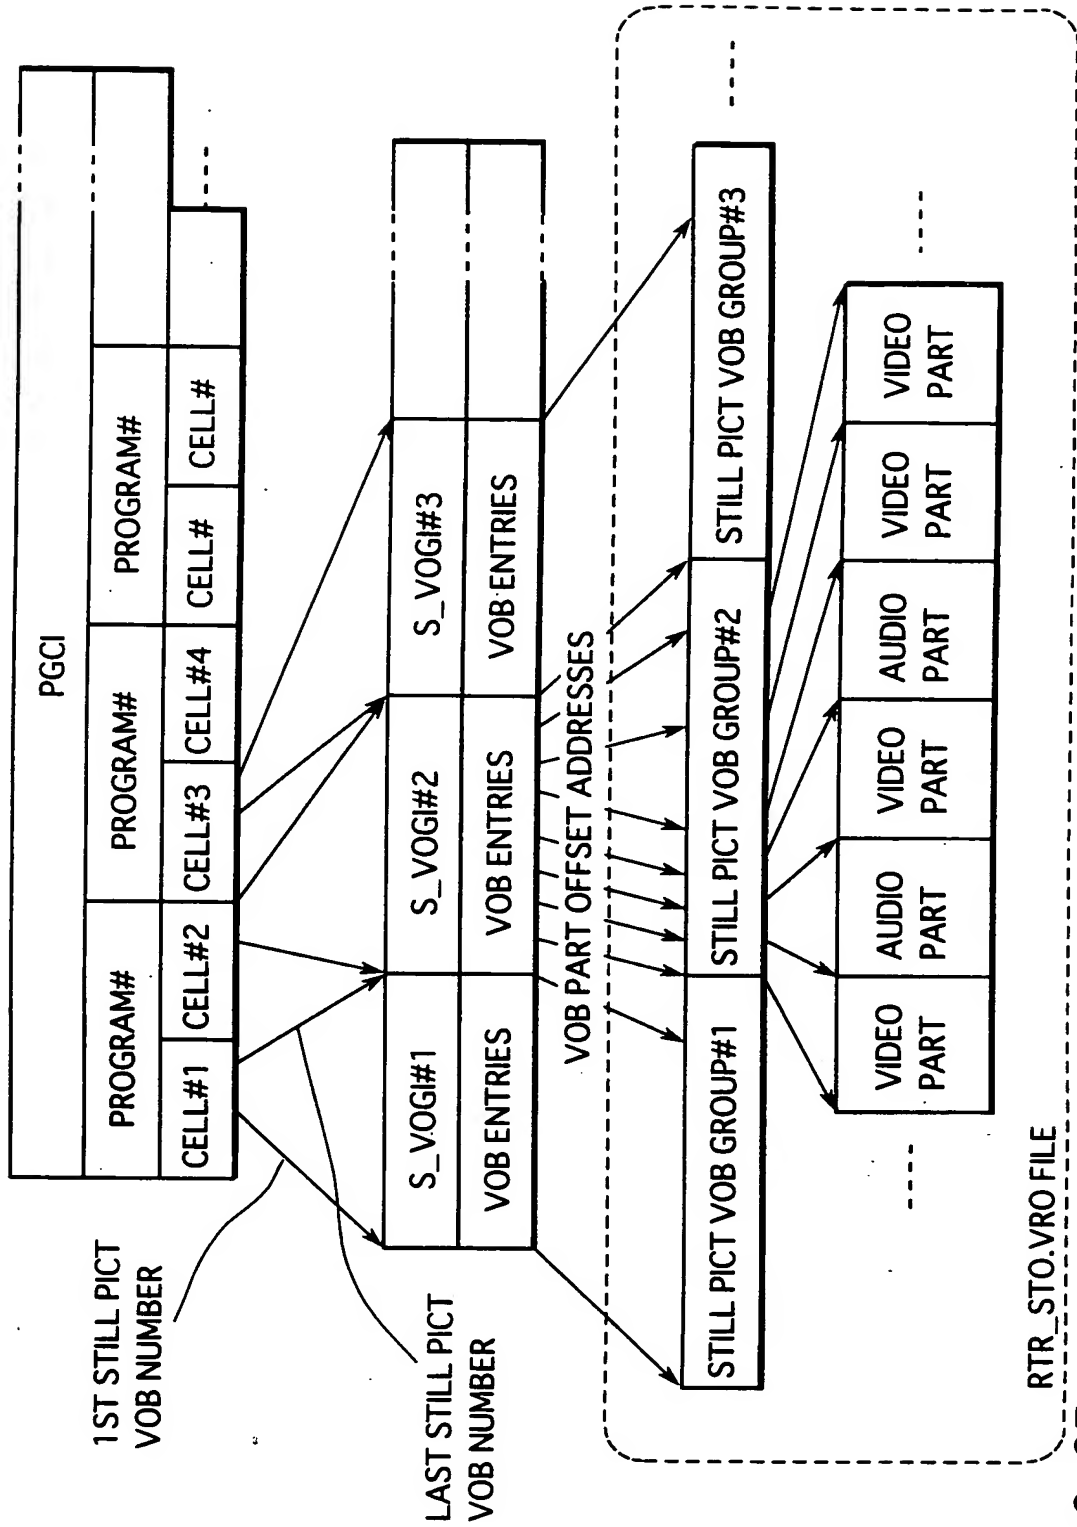 PGCI
PROGRAM#
PROGRAM#
PROGRAM#
CELL#1
CELL#2
CELL#3
CELL#4
CELL#
CELL#
1ST STILL PICT
VOB NUMBER
LAST STILL PICT
VOB NUMBER
S_VOGI#1
S_VOGI#2
S_VOGI#3
VOB ENTRIES
VOB ENTRIES
VOB ENTRIES
VOB PART OFFSET ADDRESSES
STILL PICT VOB GROUP#1
STILL PICT VOB GROUP#2
STILL PICT VOB GROUP#3
VIDEO
PART
AUDIO
PART
VIDEO
PART
AUDIO
PART
VIDEO
PART
VIDEO
PART
RTR_STO.VRO FILE